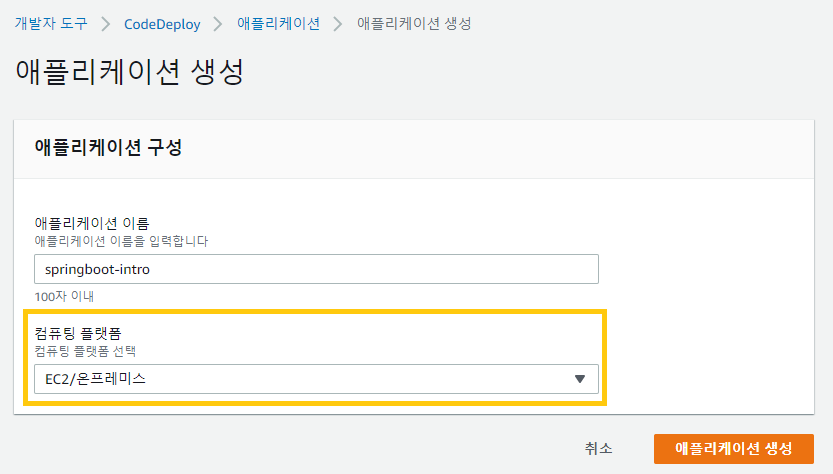 개발자 도구 > CodeDeploy > 애플리케이션 > 애플리케이션 생성
애플리케이션 생성
애플리케이션 구성
애플리케이션 이름
애플리케이션 이름을 입력합니다
springboot-intro
100자 이내
컴퓨팅 플랫폼
컴퓨팅 플랫폼 선택
EC2/온프레미스
취소 애플리케이션 생성